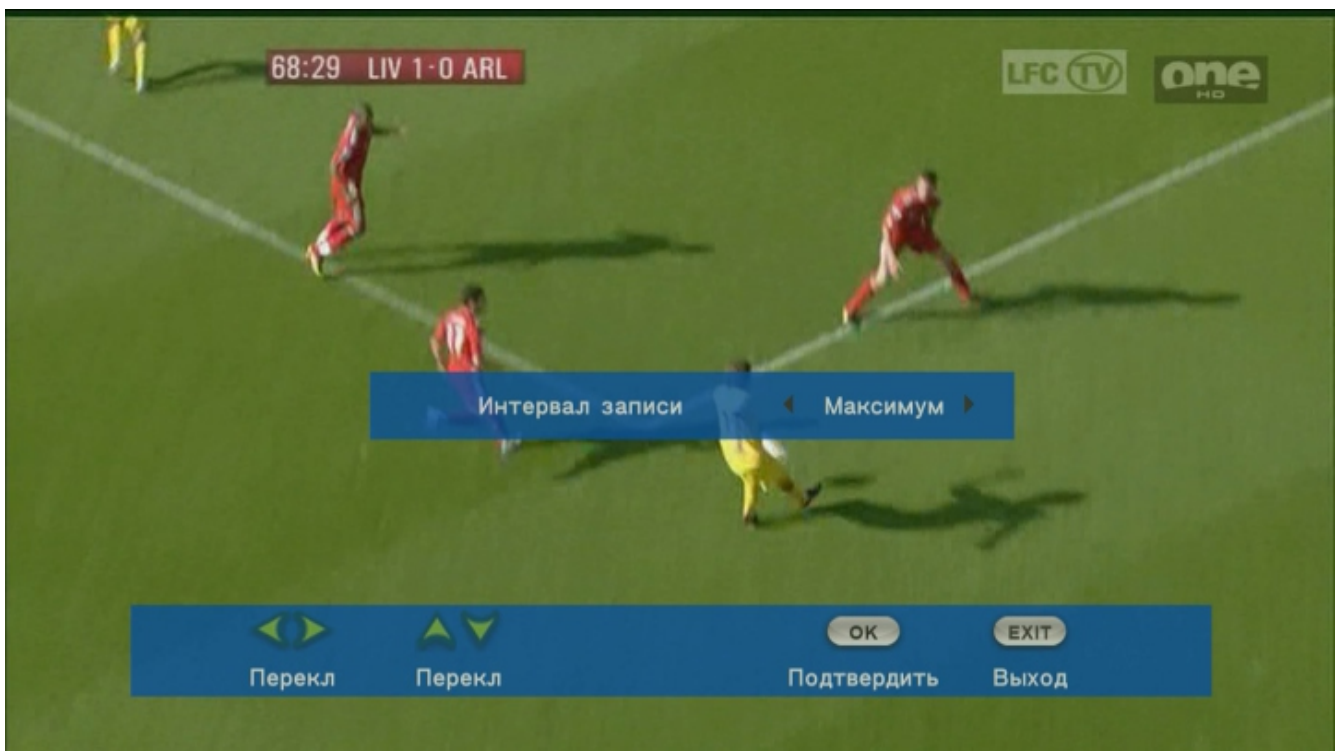 68:29 LIV 1-0 ARL
LFC TV one
HD
17
Интервал записи Максимум
OK EXIT
Перекл Перекл Подтвердить Выход